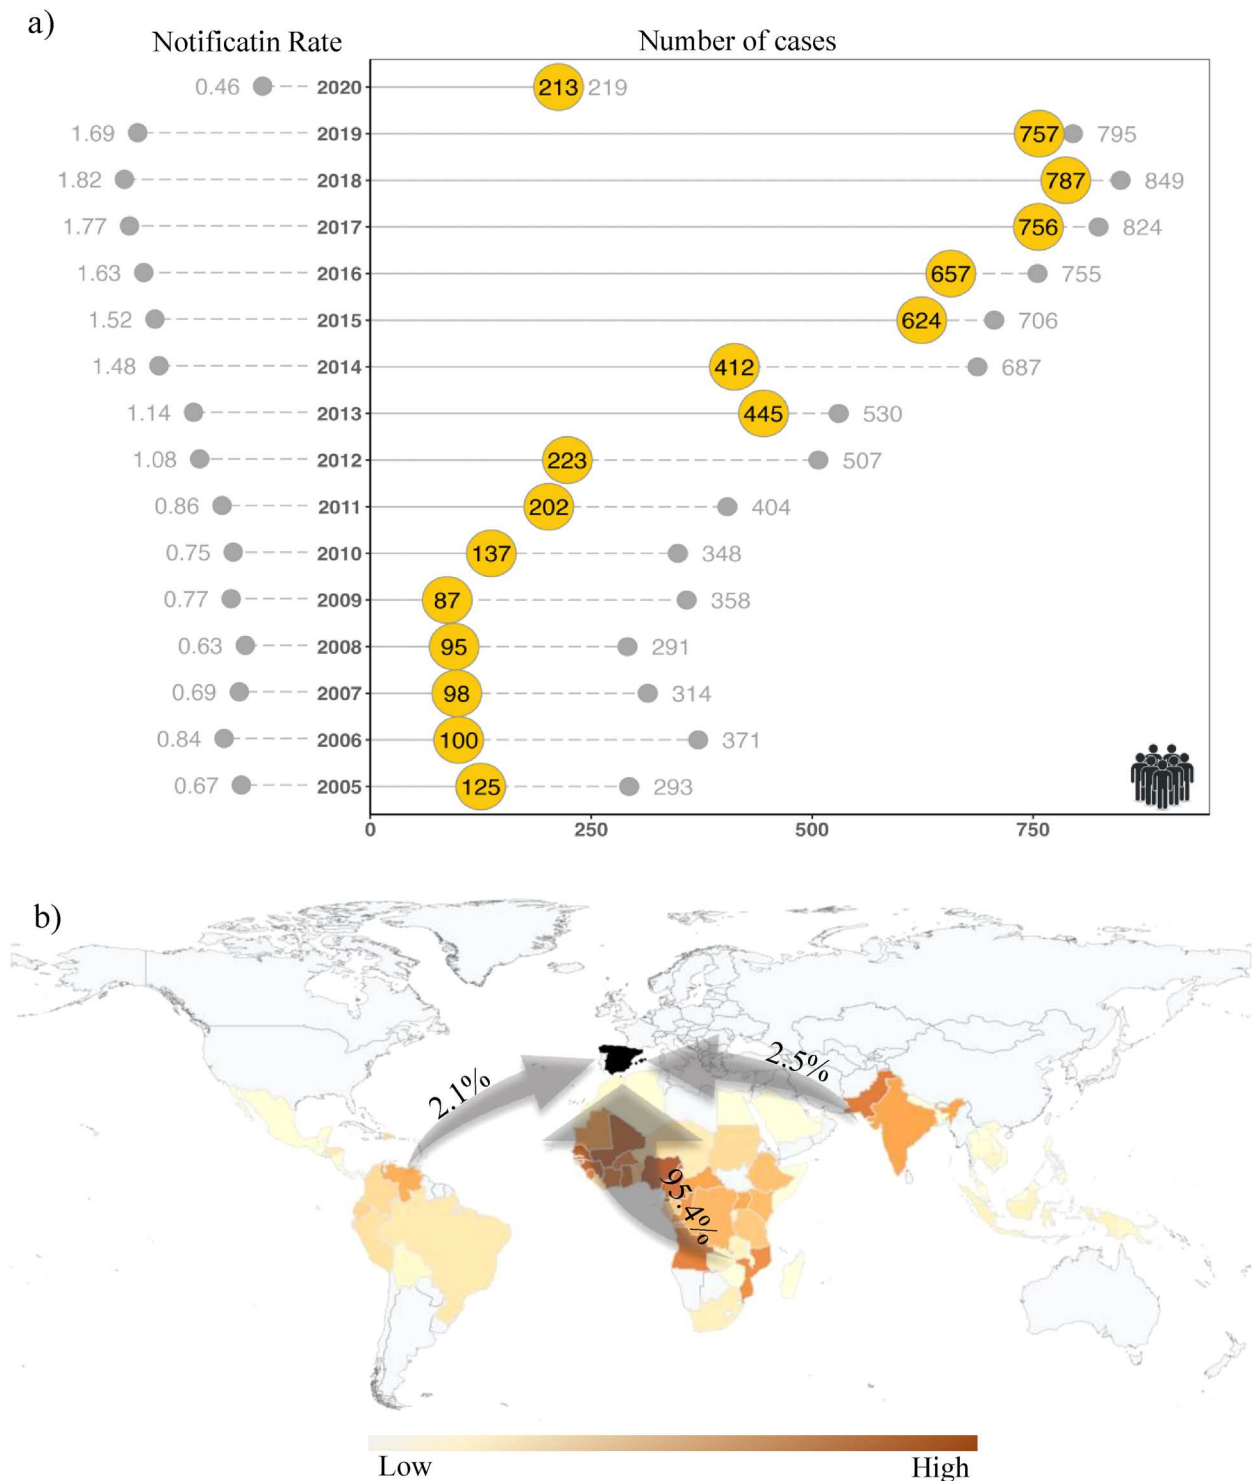 a)
Notificatin Rate Number of cases
0.46 2020 213 219
1.69 2019 757 795
1.82 2018 787 849
1.77 2017 756 824
1.63 2016 657 755
1.52 2015 624 706
1.48 2014 412 687
1.14 2013 445 530
1.08 2012 223 507
0.86 2011 202 404
0.75 2010 137 348
0.77 2009 87 358
0.63 2008 95 291
0.69 2007 98 314
0.84 2006 100 371
0.67 2005 125 293
0 250 500 750
b)
2.1%
2.5%
95.4%
Low High